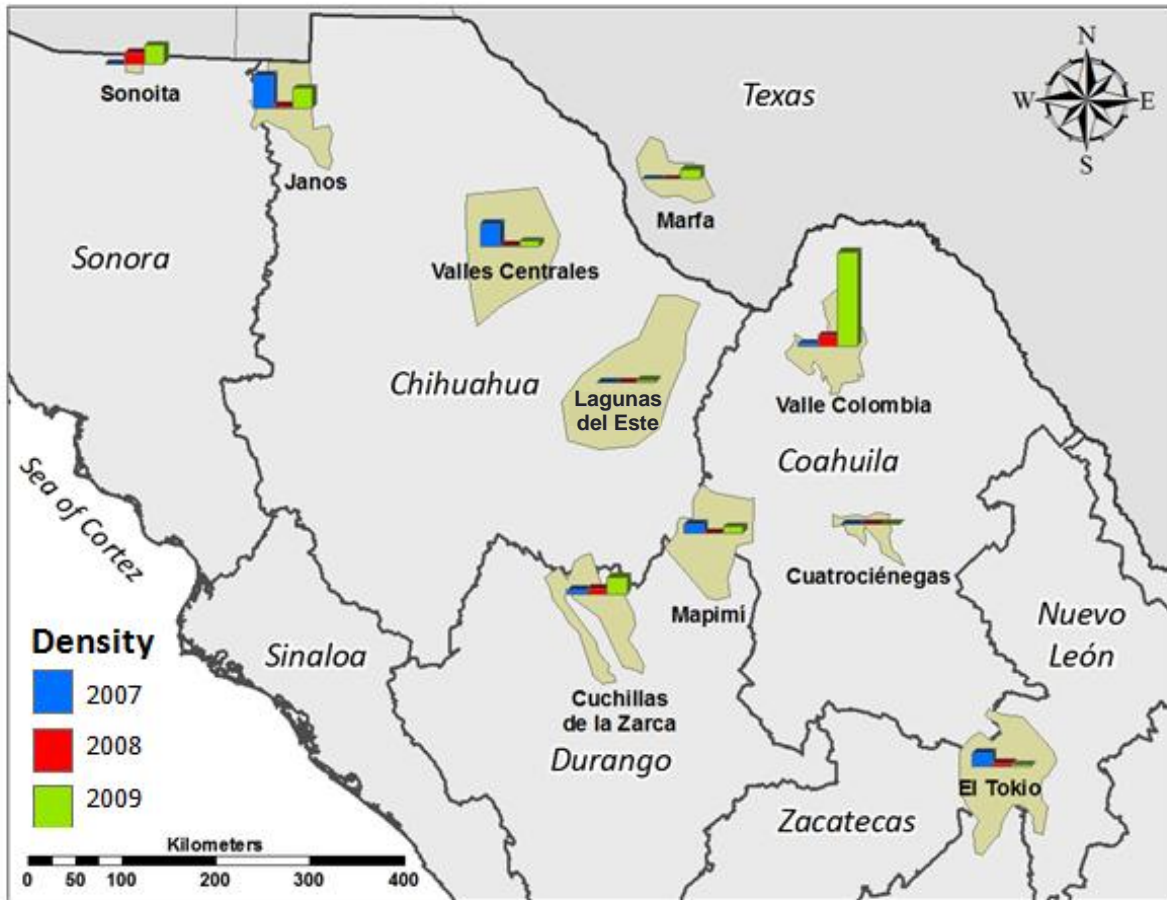 N
W E
S
Texas
Sonoita
Janos
Marfa
Sonora
Valles Centrales
Chihuahua
Lagunas
del Este
Valle Colombia
Coahuila
Sea of Cortez
Cuatrociénegas
Mapimí
Nuevo
León
Sinaloa
Cuchillas
de la Zarca
Durango
El Tokio
Zacatecas
Density
2007
2008
2009
Kilometers
0 50 100 200 300 400